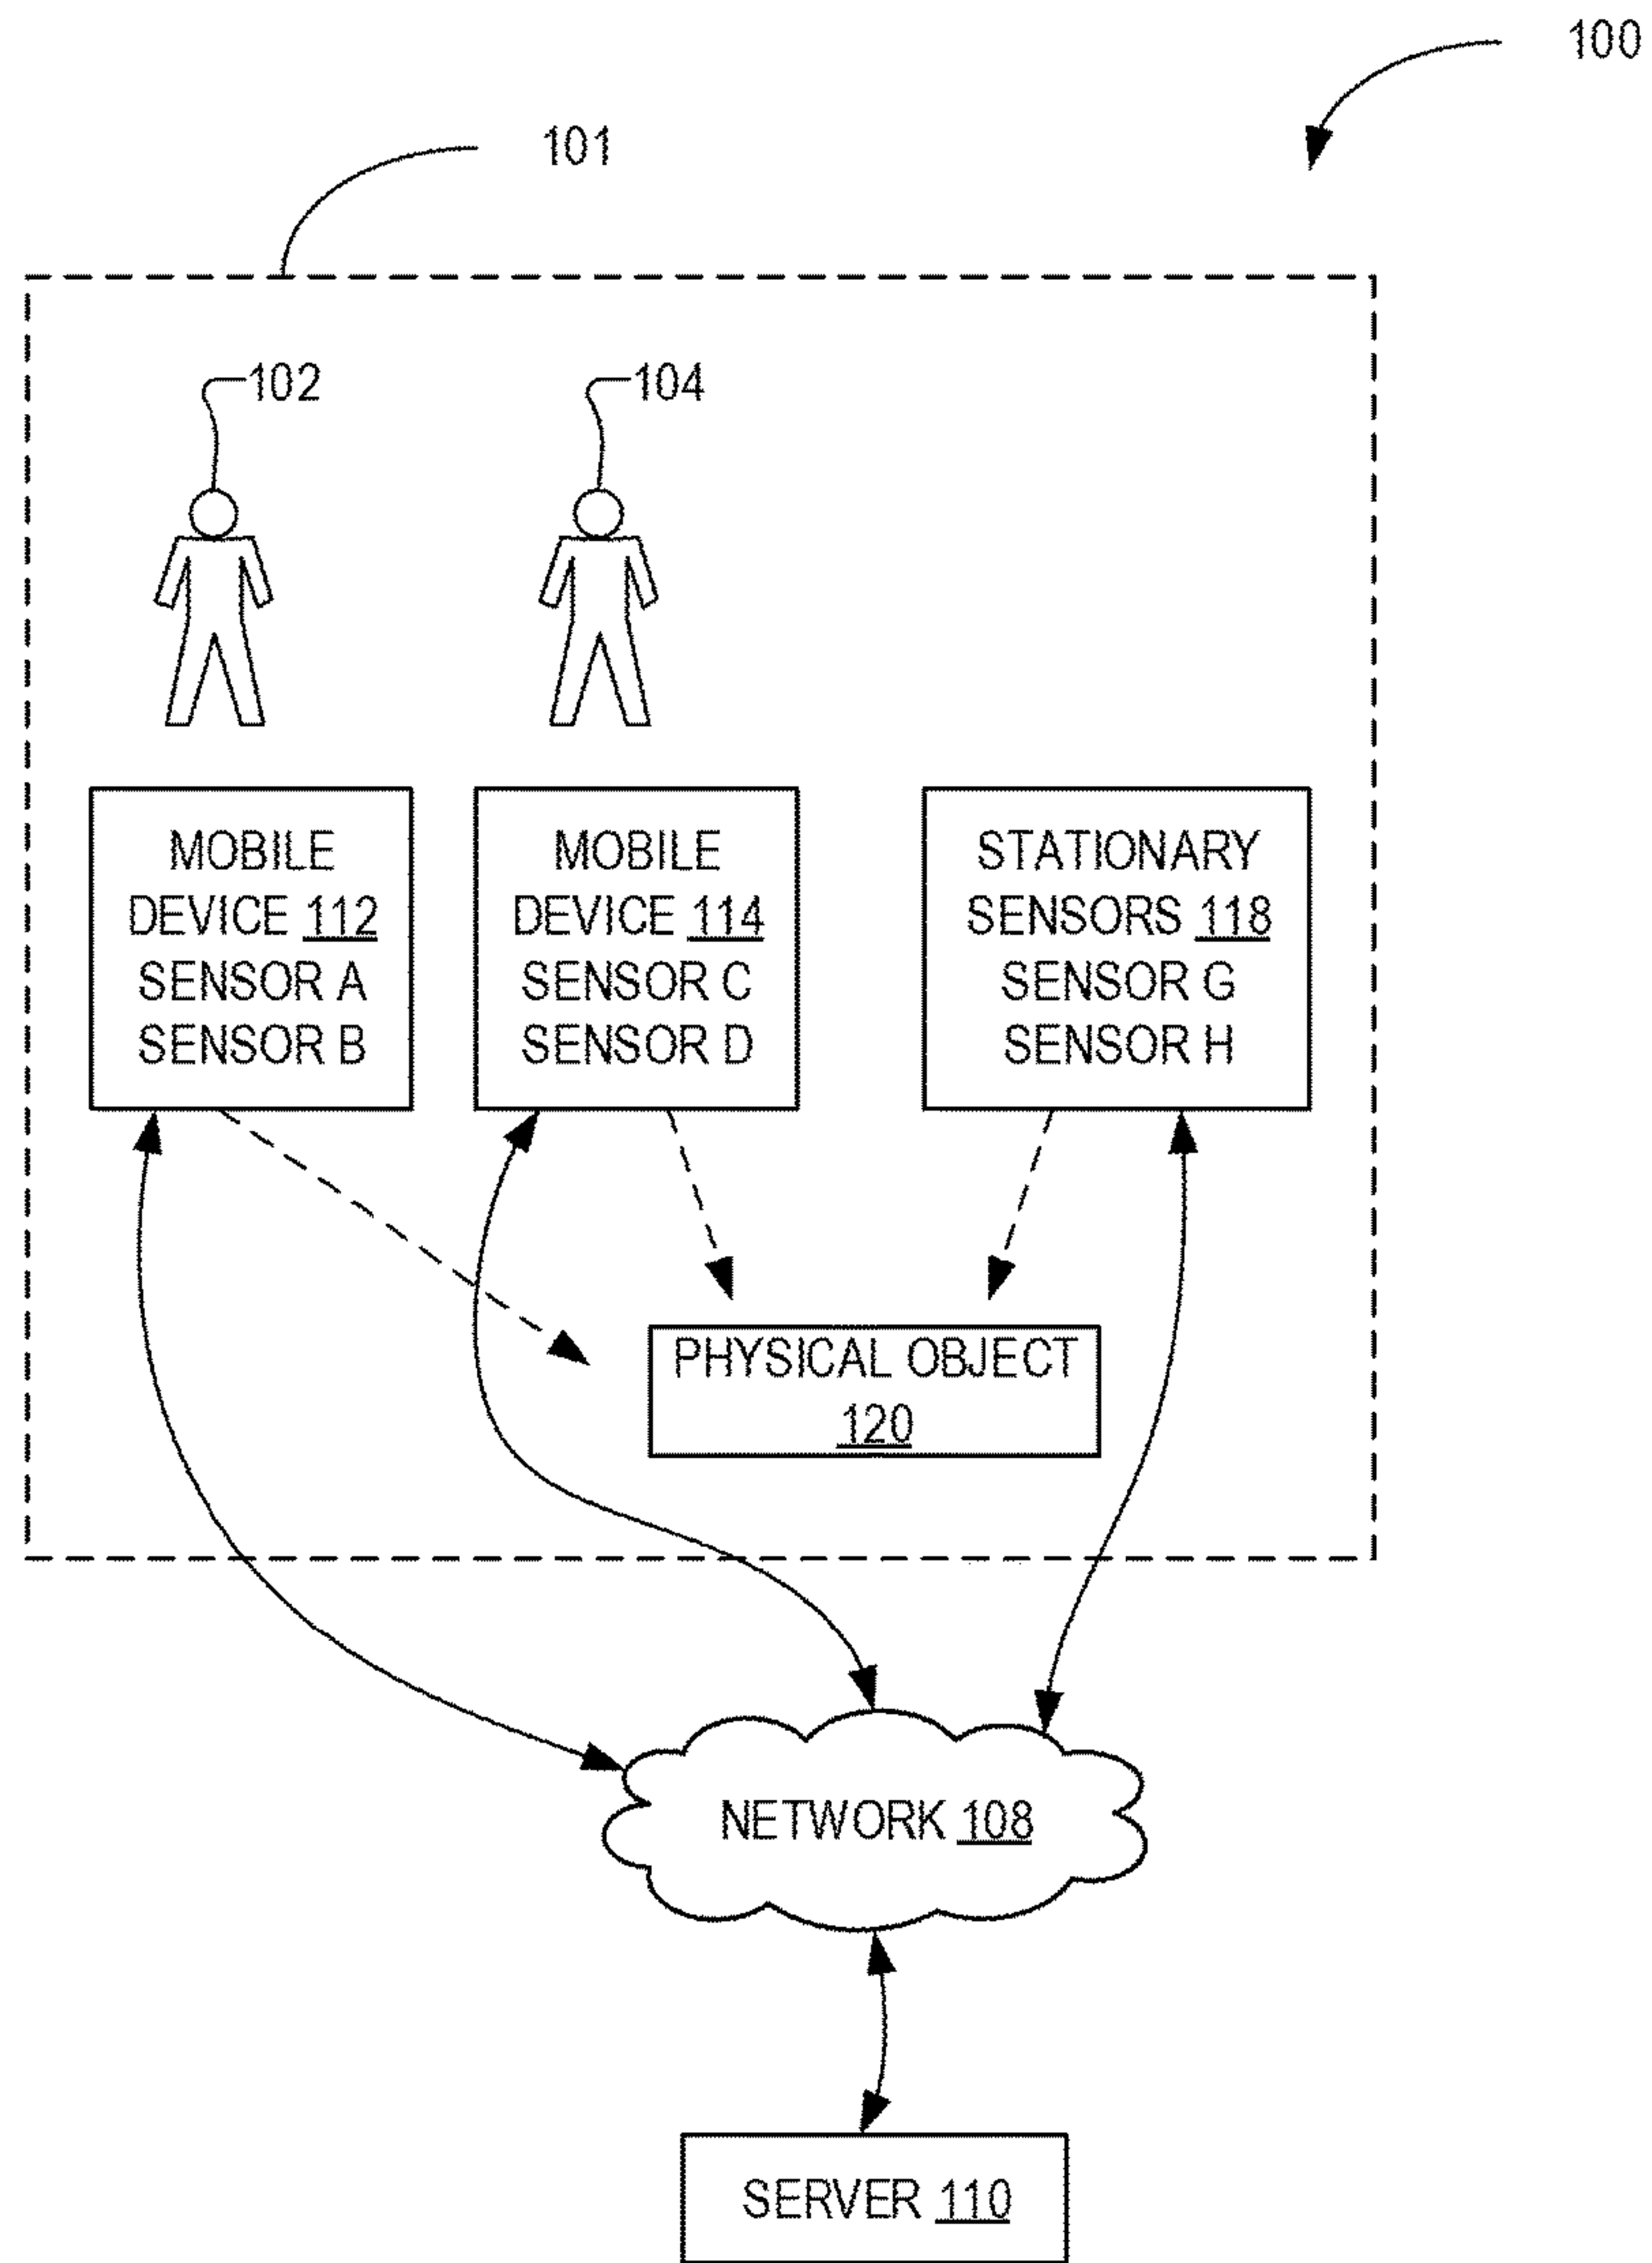 100
101
102
104
MOBILE
DEVICE 112
SENSOR A
SENSOR B
MOBILE
DEVICE 114
SENSOR C
SENSOR D
STATIONARY
SENSORS 118
SENSOR G
SENSOR H
PHYSICAL OBJECT
120
NETWORK 108
SERVER 110